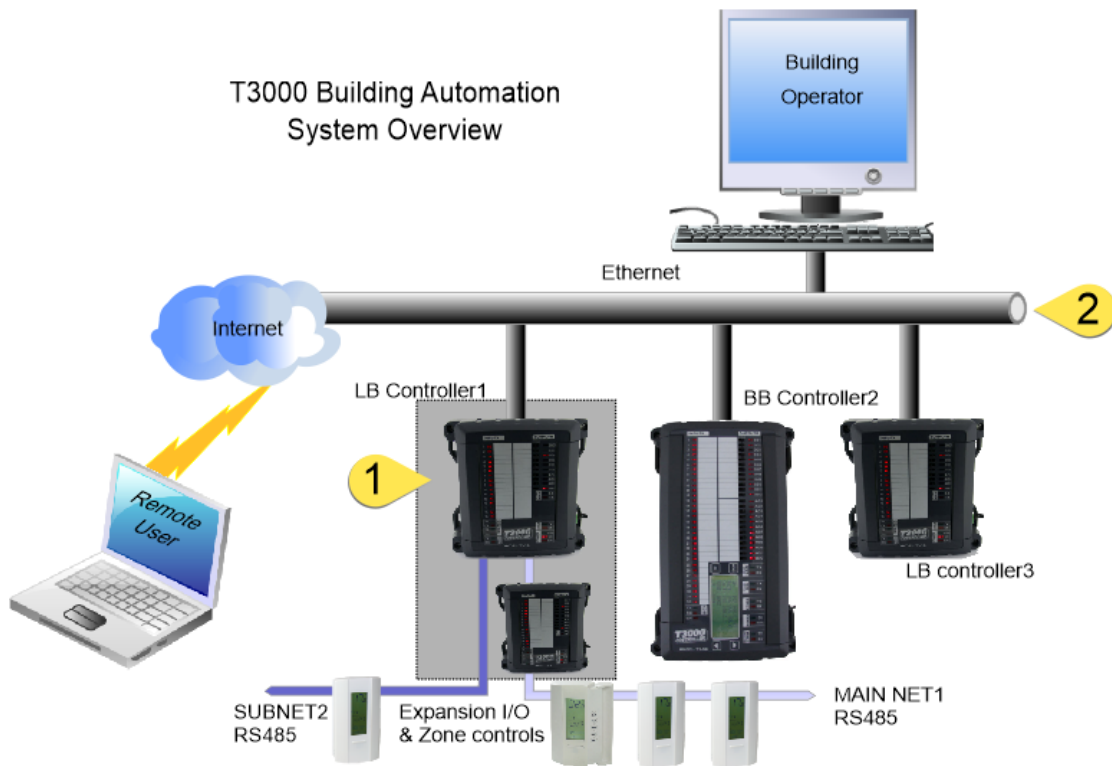 T3000 Building Automation
System Overview
Building
Operator
Ethernet
Internet
2
LB Controller1
BB Controller2
1
Remote
User
LB controller3
T3000
SUBNET2
RS485
Expansion I/O
& Zone controls
MAIN NET1
RS485